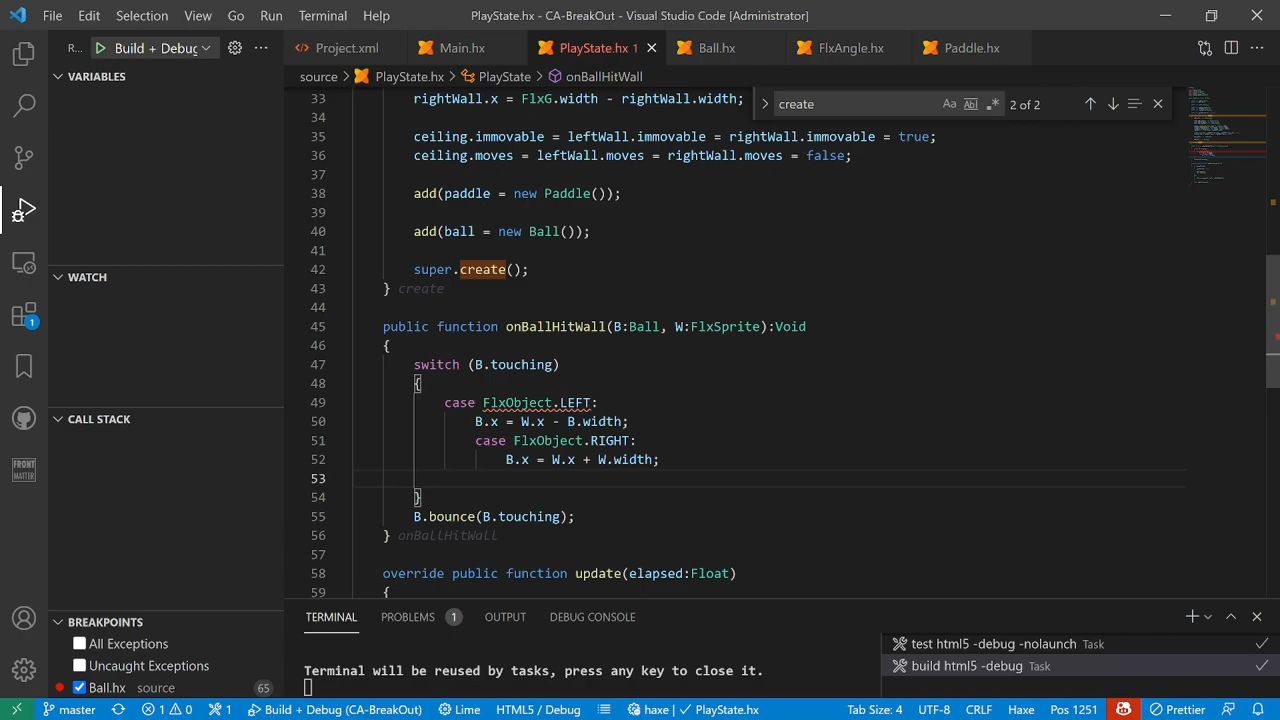 File Edit Selection View Go Run Terminal Help
PlayState.hx - CA-BreakOut - Visual Studio Code [Administrator]
R... Build + Debug
Project.xml Main.hx PlayState.hx 1 Ball.hx FlxAngle.hx Paddle.hx
source PlayState.hx PlayState onBallHitWall
create Aa Abl .* 2 of 2
VARIABLES
WATCH
CALL STACK
BREAKPOINTS
All Exceptions
Uncaught Exceptions
Ball.hx source 65
1
FRONT MATTER
33 rightWall.x = FlxG.width - rightWall.width;
34
35 ceiling.immovable = leftWall.immovable = rightWall.immovable = true;
36 ceiling.moves = leftWall.moves = rightWall.moves = false;
37
38 add(paddle = new Paddle());
39
40 add(ball = new Ball());
41
42 super.create();
43 } create
44
45 public function onBallHitWall(B:Ball, W:FlxSprite):Void
46 {
47 switch (B.touching)
48 {
49 case FlxObject.LEFT:
50 B.x = W.x - B.width;
51 case FlxObject.RIGHT:
52 B.x = W.x + W.width;
53
54 }
55 B.bounce(B.touching);
56 } onBallHitWall
57
58 override public function update(elapsed:Float)
59 {
TERMINAL PROBLEMS 1 OUTPUT DEBUG CONSOLE
Terminal will be reused by tasks, press any key to close it.
test html5 -debug -nolaunch Task
build html5 -debug Task
master 1 0 1 Build + Debug (CA-BreakOut) Lime HTML5 / Debug haxe | PlayState.hx Tab Size: 4 UTF-8 CRLF Haxe Pos 1251 Prettier